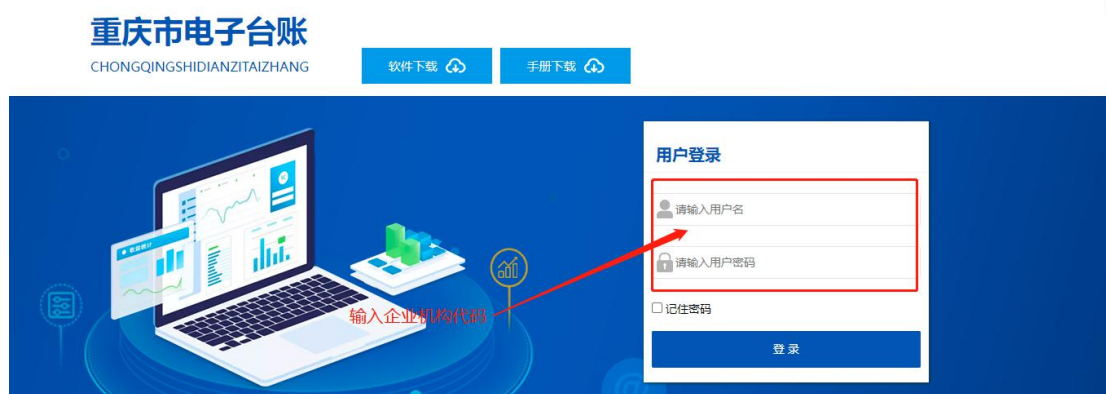 重庆市电子台账
CHONGQINGSHIDIANZITAIZHANG
软件下载
手册下载
用户登录
请输入用户名
请输入用户密码
输入企业机构代码
记住密码
登录